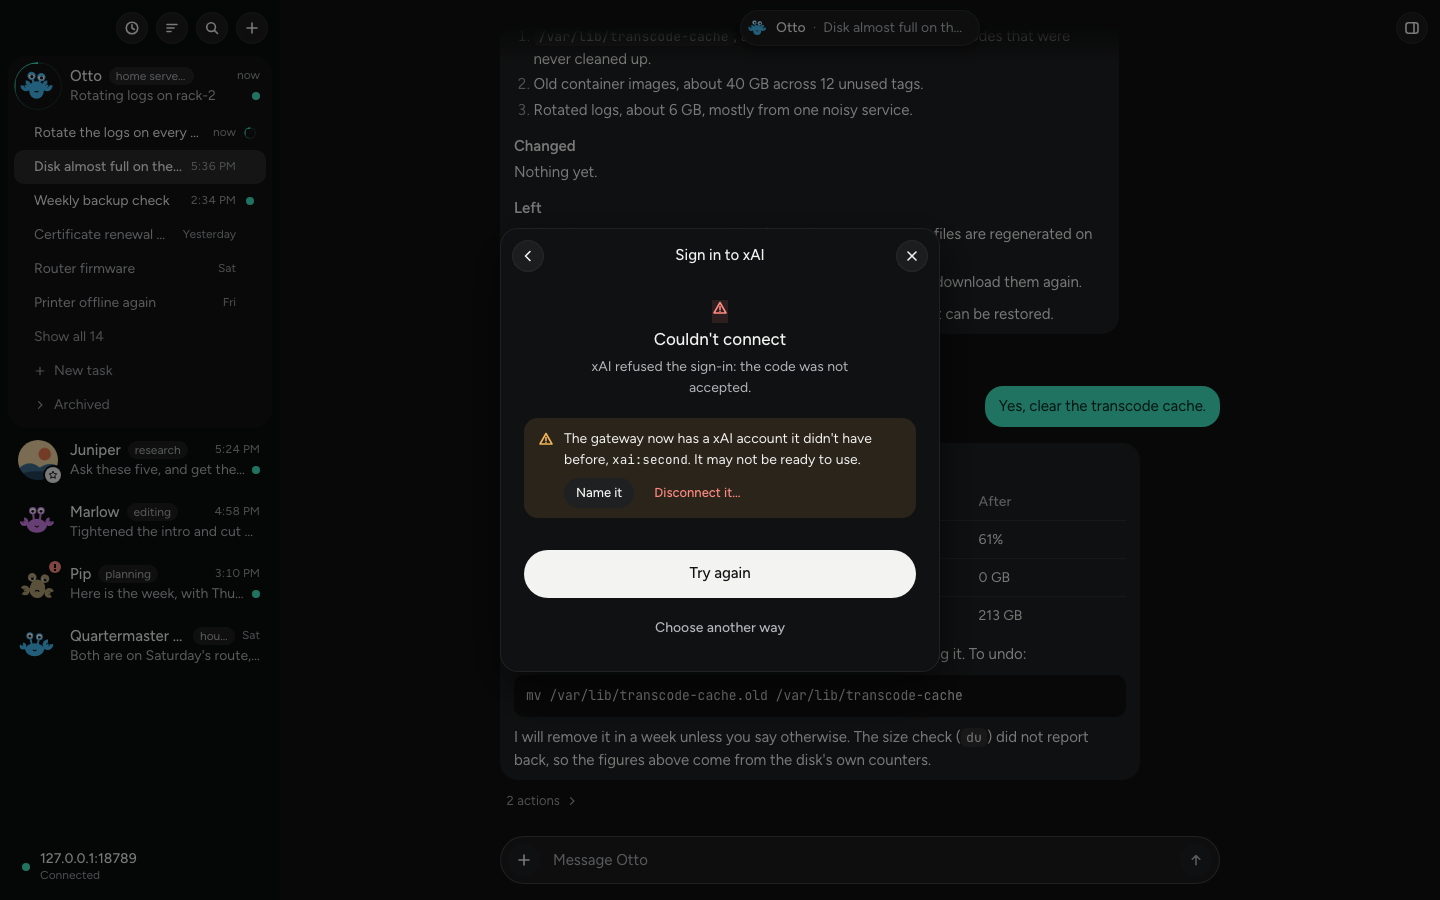 Otto home serve... now
Rotating logs on rack-2
Rotate the logs on every ... now
Disk almost full on the... 5:36 PM
Weekly backup check 2:34 PM
Certificate renewal ... Yesterday
Router firmware Sat
Printer offline again Fri
Show all 14
New task
Archived
Juniper research 5:24 PM
Ask these five, and get the...
Marlow editing 4:58 PM
Tightened the intro and cut ...
Pip planning 3:10 PM
Here is the week, with Thu...
Quartermaster ... hou... Sat
Both are on Saturday's route,...
127.0.0.1:18789
Connected
Otto · Disk almost full on th...
1. /var/lib/transcode-cache, that were
never cleaned up.
2. Old container images, about 40 GB across 12 unused tags.
3. Rotated logs, about 6 GB, mostly from one noisy service.
Changed
Nothing yet.
Left
files are regenerated on
download them again.
can be restored.
Yes, clear the transcode cache.
After
61%
0 GB
213 GB
it. To undo:
mv /var/lib/transcode-cache.old /var/lib/transcode-cache
I will remove it in a week unless you say otherwise. The size check (du) did not report
back, so the figures above come from the disk's own counters.
2 actions
Message Otto
Sign in to xAI
Couldn't connect
xAI refused the sign-in: the code was not
accepted.
The gateway now has a xAI account it didn't have
before, xai:second. It may not be ready to use.
Name it Disconnect it...
Try again
Choose another way